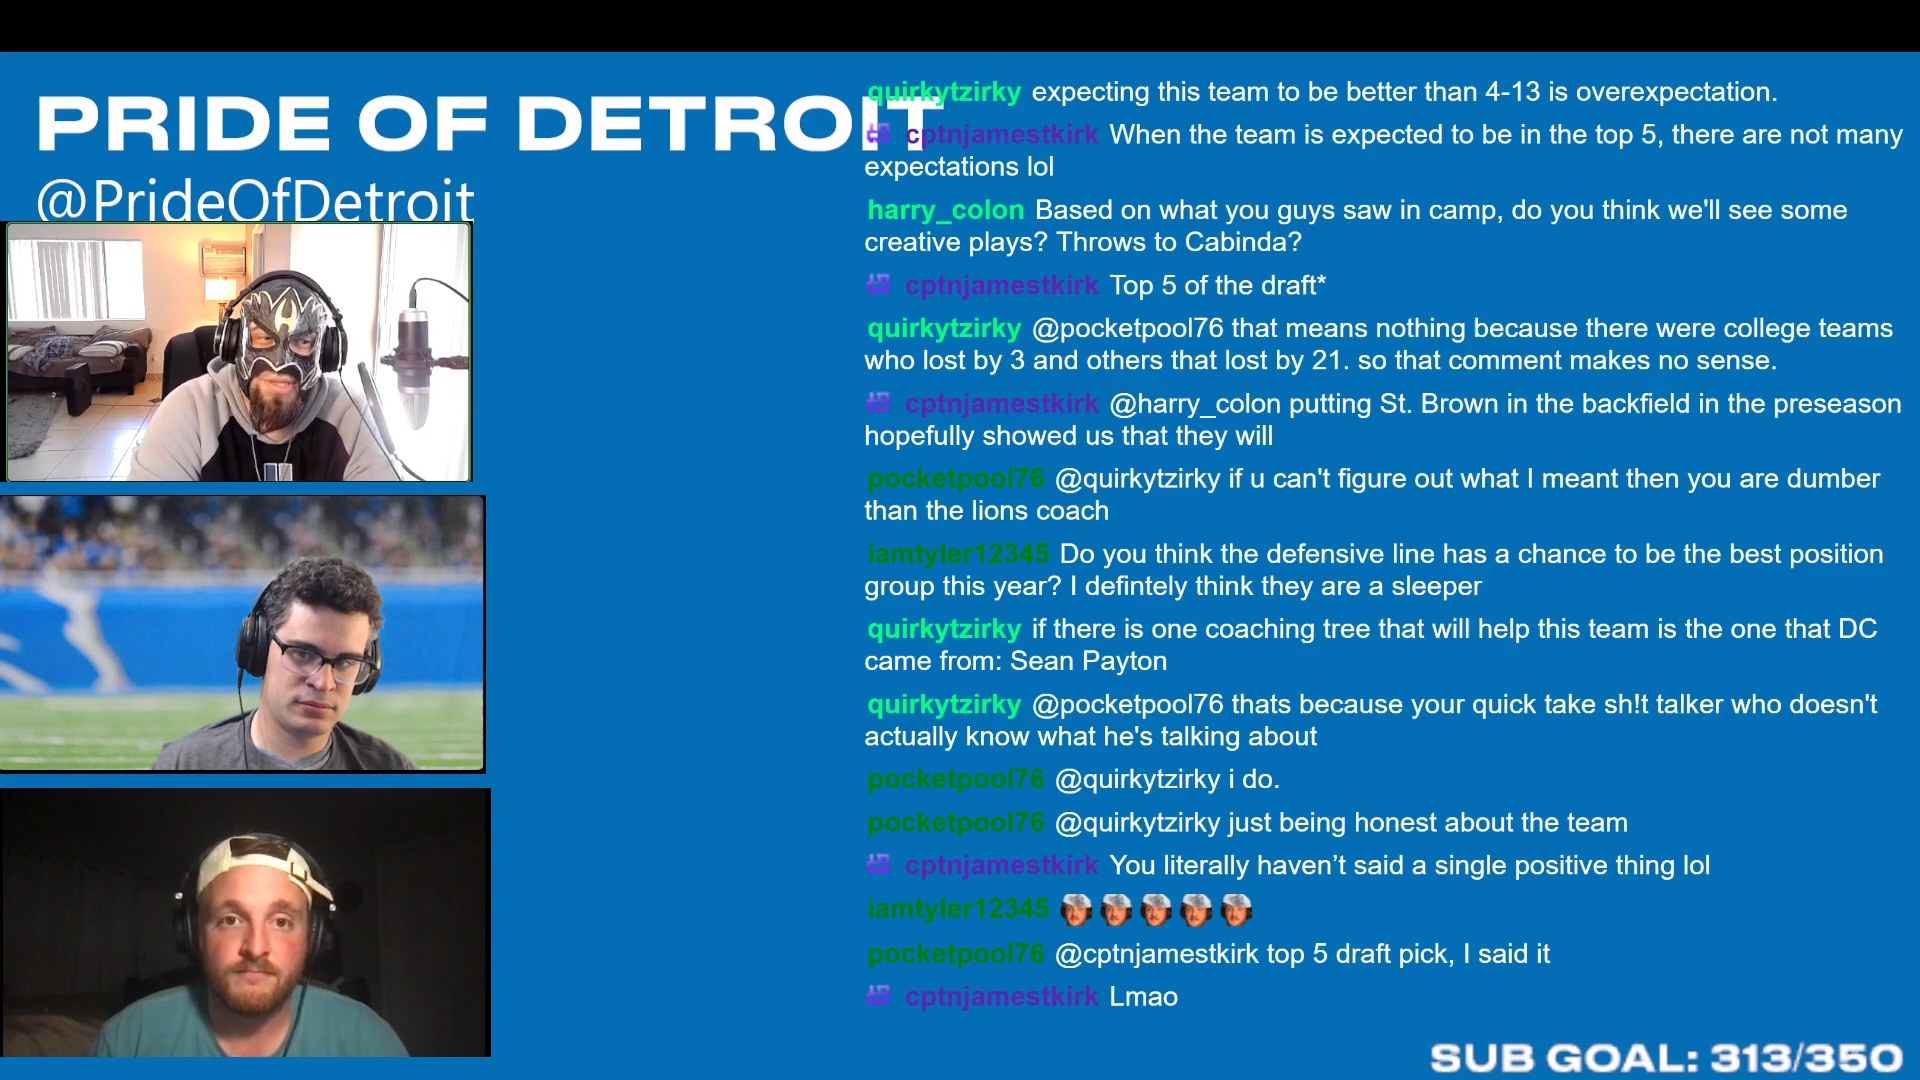 PRIDE OF DETROIT
@PrideOfDetroit
quirkytzirky expecting this team to be better than 4-13 is overexpectation.
cptnjamestkirk When the team is expected to be in the top 5, there are not many
expectations lol
harry_colon Based on what you guys saw in camp, do you think we'll see some
creative plays? Throws to Cabinda?
cptnjamestkirk Top 5 of the draft*
quirkytzirky @pocketpool76 that means nothing because there were college teams
who lost by 3 and others that lost by 21. so that comment makes no sense.
cptnjamestkirk @harry_colon putting St. Brown in the backfield in the preseason
hopefully showed us that they will
pocketpool76 @quirkytzirky if u can't figure out what I meant then you are dumber
than the lions coach
iamtyler12345 Do you think the defensive line has a chance to be the best position
group this year? I defintely think they are a sleeper
quirkytzirky if there is one coaching tree that will help this team is the one that DC
came from: Sean Payton
quirkytzirky @pocketpool76 thats because your quick take sh!t talker who doesn't
actually know what he's talking about
pocketpool76 @quirkytzirky i do.
pocketpool76 @quirkytzirky just being honest about the team
cptnjamestkirk You literally haven’t said a single positive thing lol
iamtyler12345
pocketpool76 @cptnjamestkirk top 5 draft pick, I said it
cptnjamestkirk Lmao
SUB GOAL: 313/350